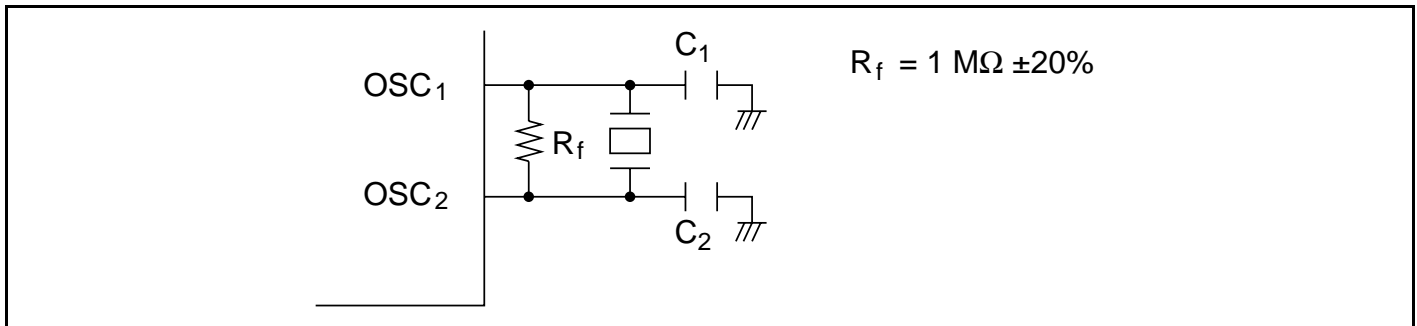 C1
Rf = 1 MΩ ±20%
OSC1
Rf
OSC2
C2